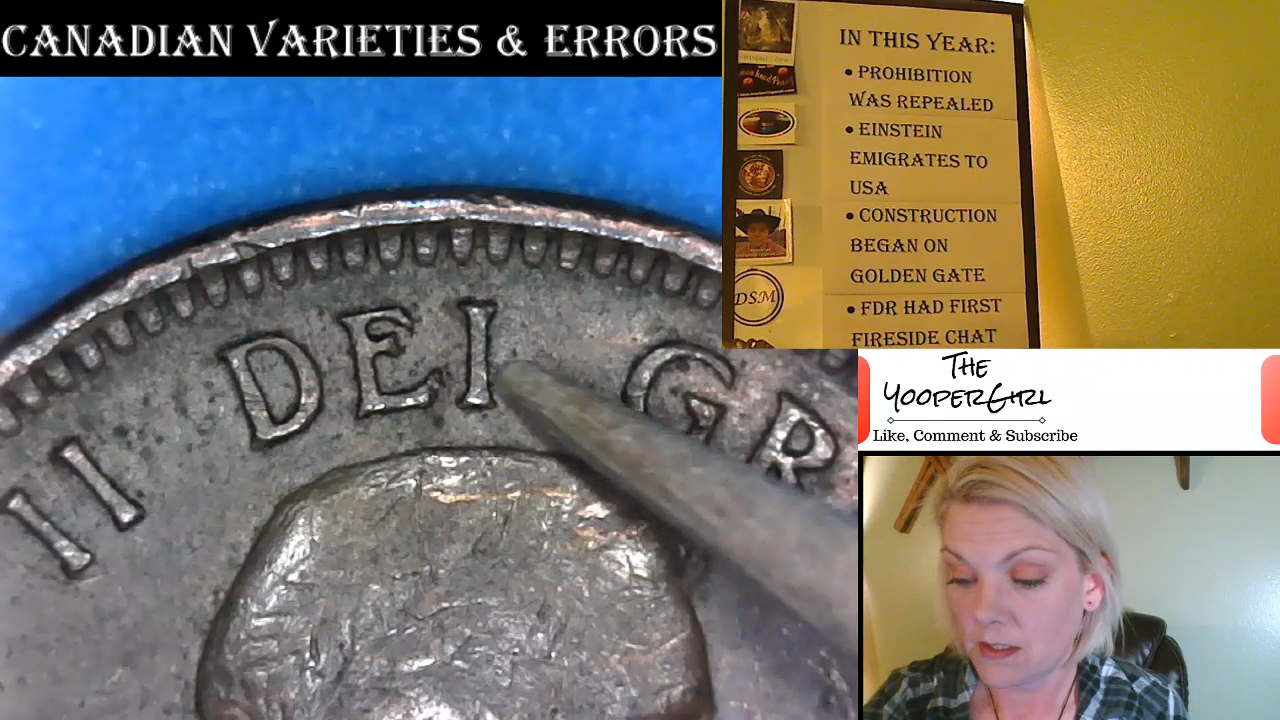 CANADIAN VARIETIES & ERRORS
IN THIS YEAR:
• PROHIBITION
WAS REPEALED
• EINSTEIN
EMIGRATES TO
USA
• CONSTRUCTION
BEGAN ON
GOLDEN GATE
• FDR HAD FIRST
FIRESIDE CHAT
DSM
THE
YOOPERGIRL
Like, Comment & Subscribe
II DEI GR